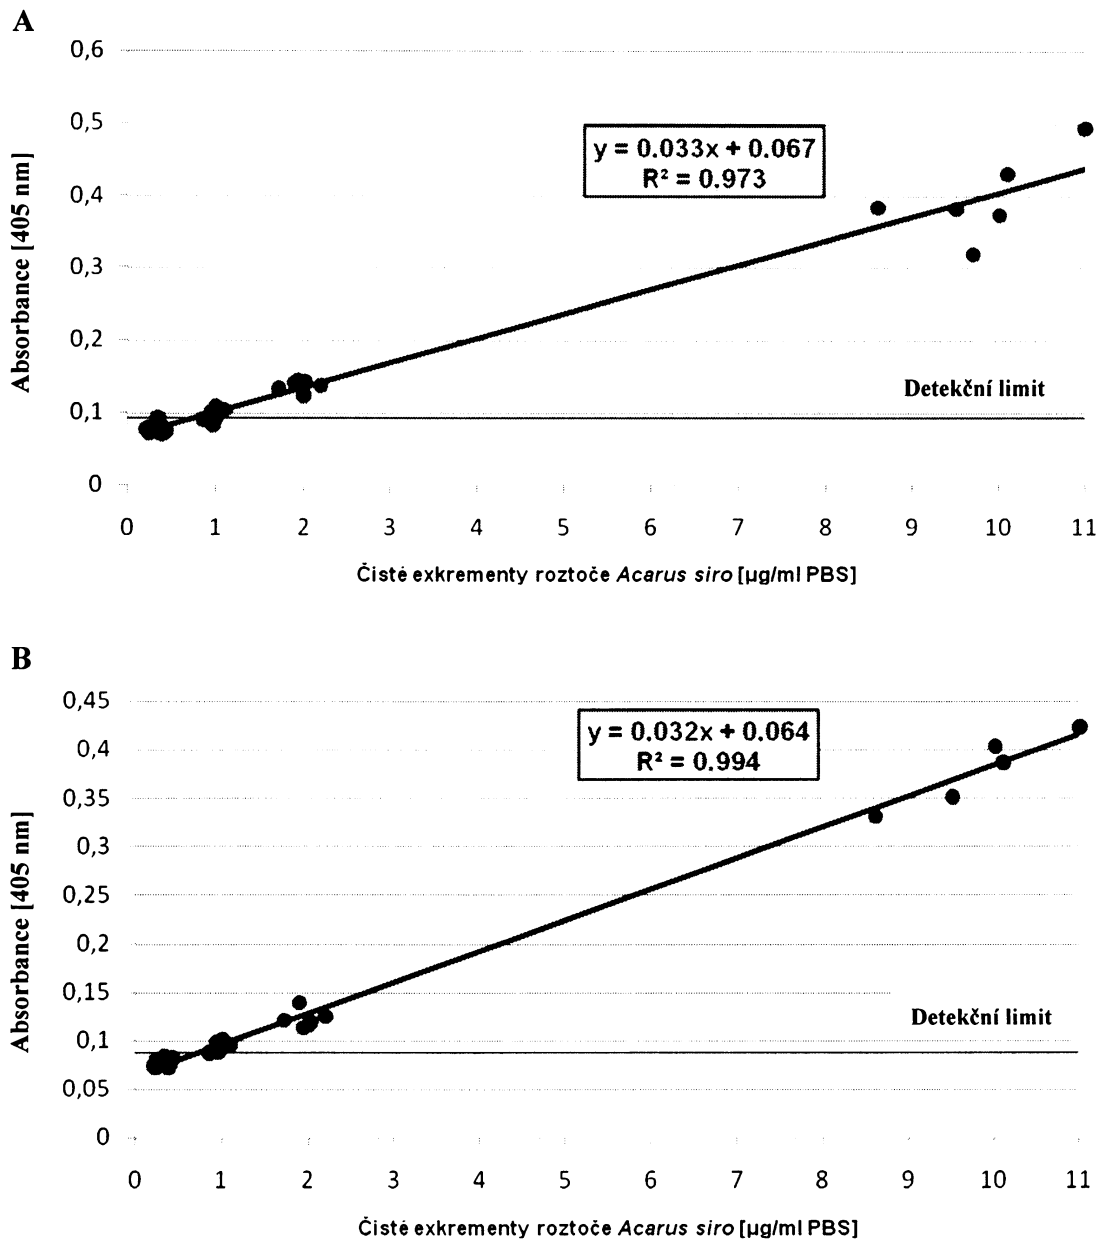 A
0,6
0,5
0,4
0,3
0,2
0,1
0
Absorbance [405 nm]
y = 0.033x + 0.067
R² = 0.973
Detekční limit
0 1 2 3 4 5 6 7 8 9 10 11
Čisté exkrementy roztoče Acarus siro [µg/ml PBS]
B
0,45
0,4
0,35
0,3
0,25
0,2
0,15
0,1
0,05
0
Absorbance [405 nm]
y = 0.032x + 0.064
R² = 0.994
Detekční limit
0 1 2 3 4 5 6 7 8 9 10 11
Čisté exkrementy roztoče Acarus siro [µg/ml PBS]